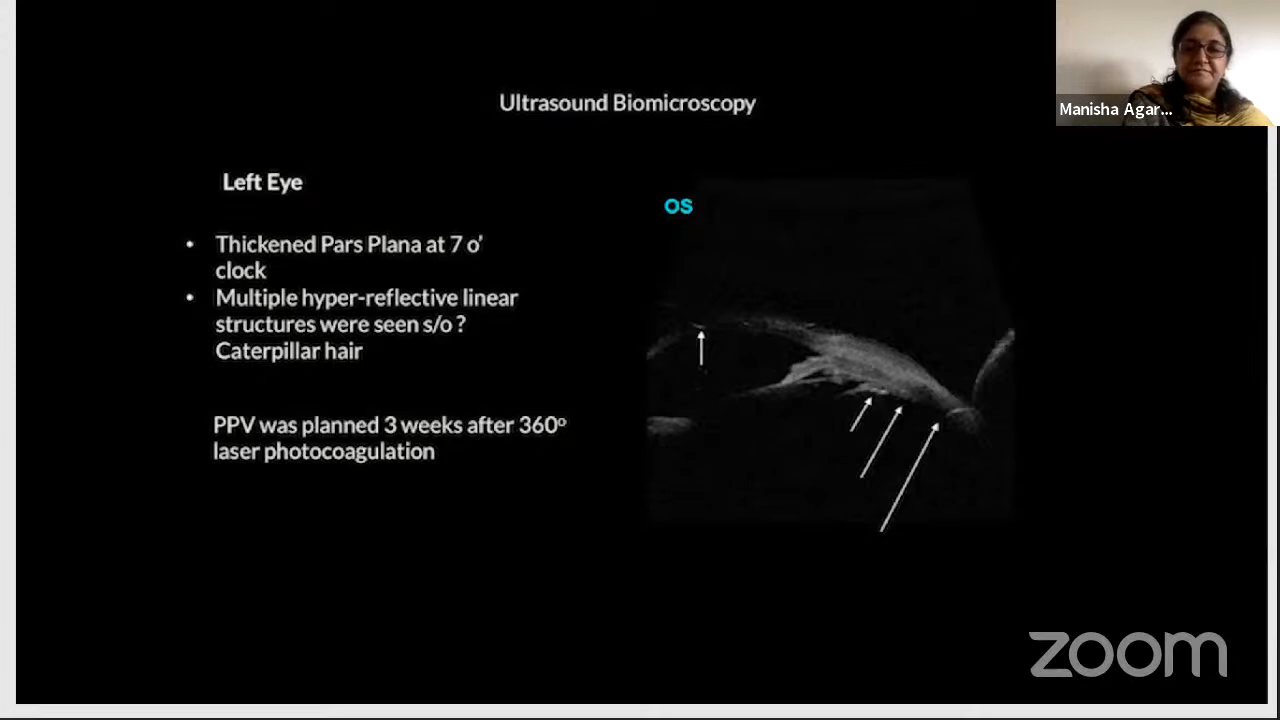 Ultrasound Biomicroscopy
Manisha Agar...
Left Eye
OS
• Thickened Pars Plana at 7 o'
clock
• Multiple hyper-reflective linear
structures were seen s/o ?
Caterpillar hair
PPV was planned 3 weeks after 360º
laser photocoagulation
zoom